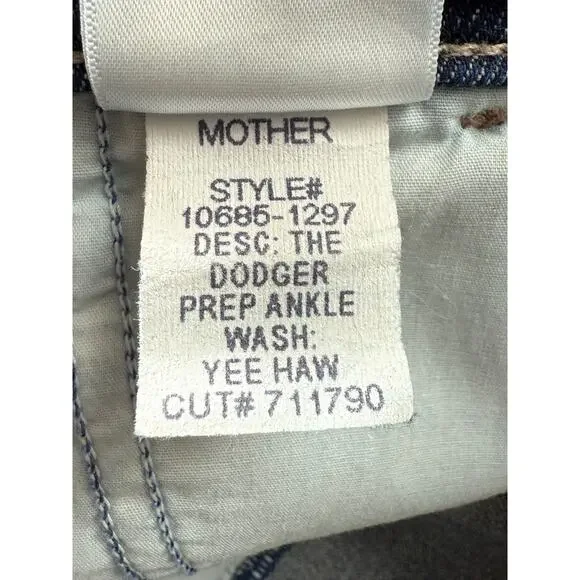 MOTHER
STYLE#
10685-1297
DESC: THE
DODGER
PREP ANKLE
WASH:
YEE HAW
CUT# 711790